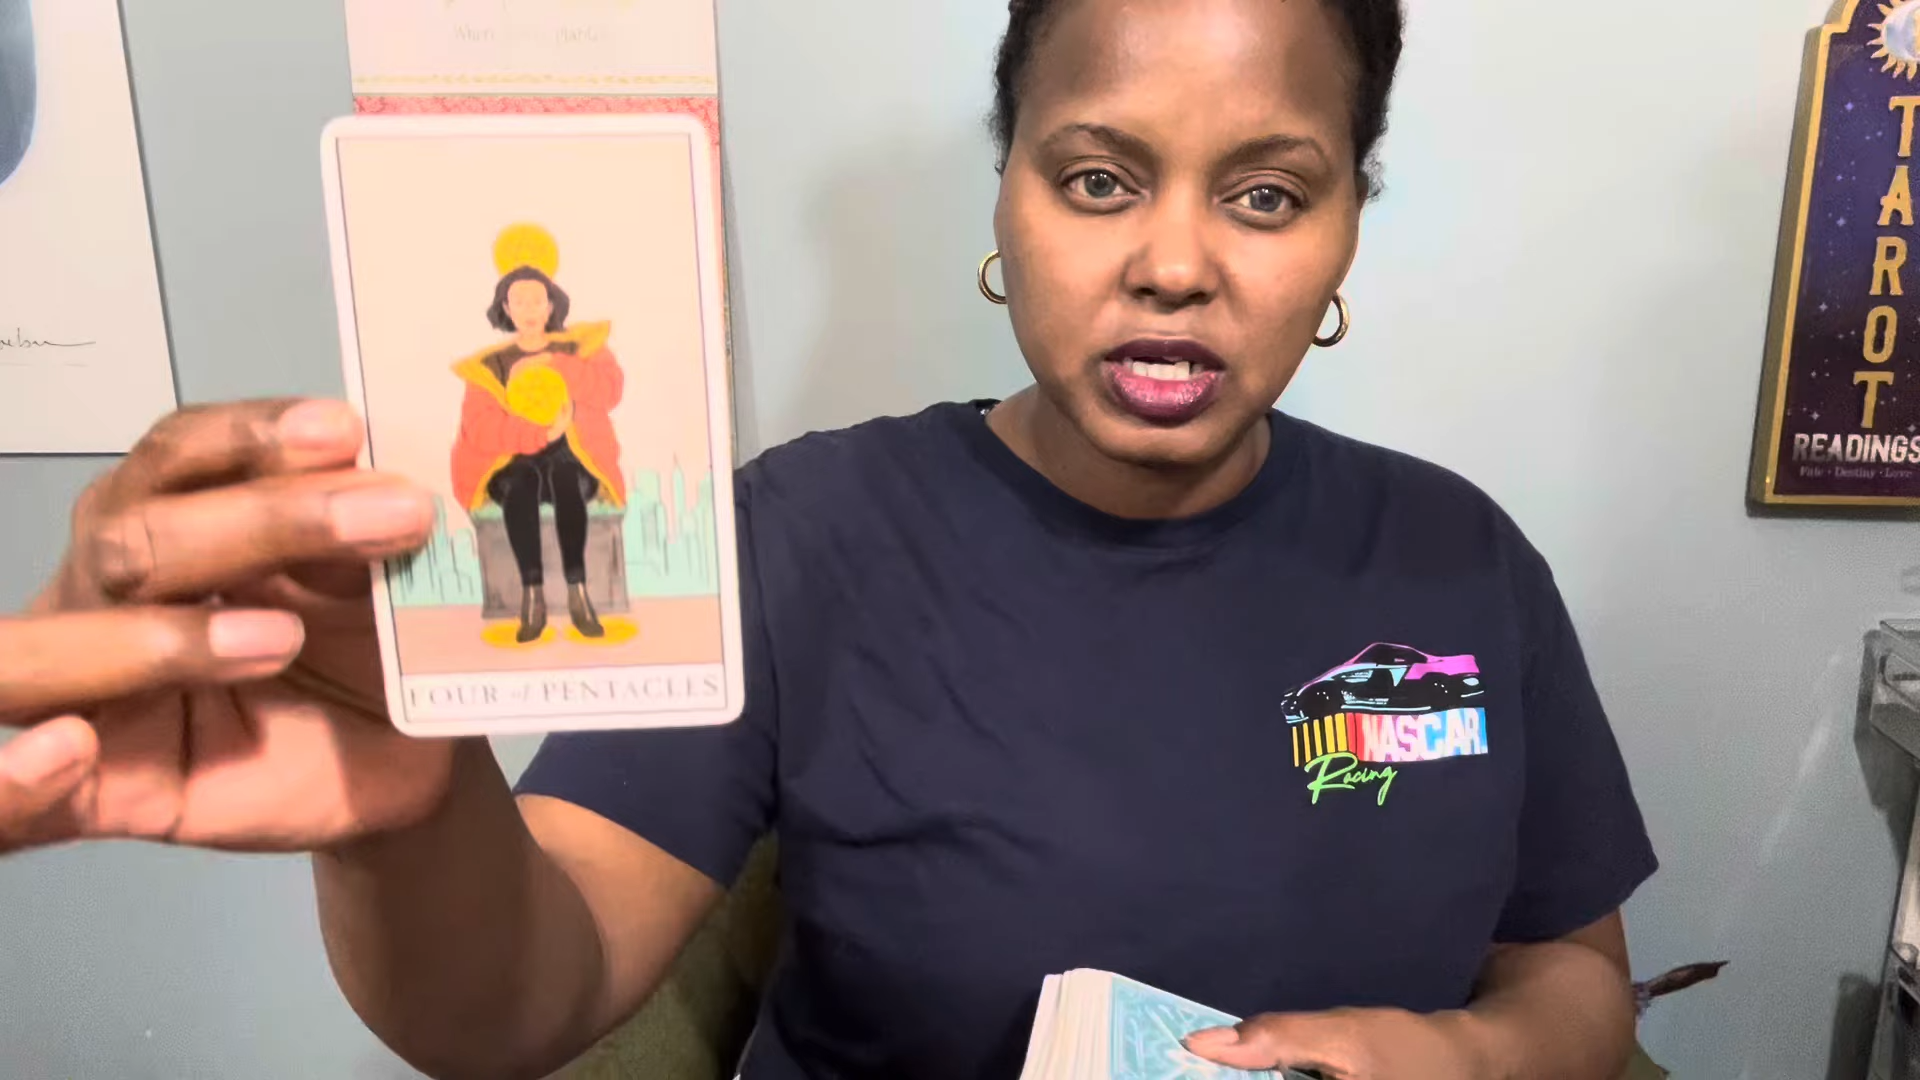 FOUR of PENTACLES
NASCAR
Racing
TAROT
READINGS
Fate • Destiny • Love